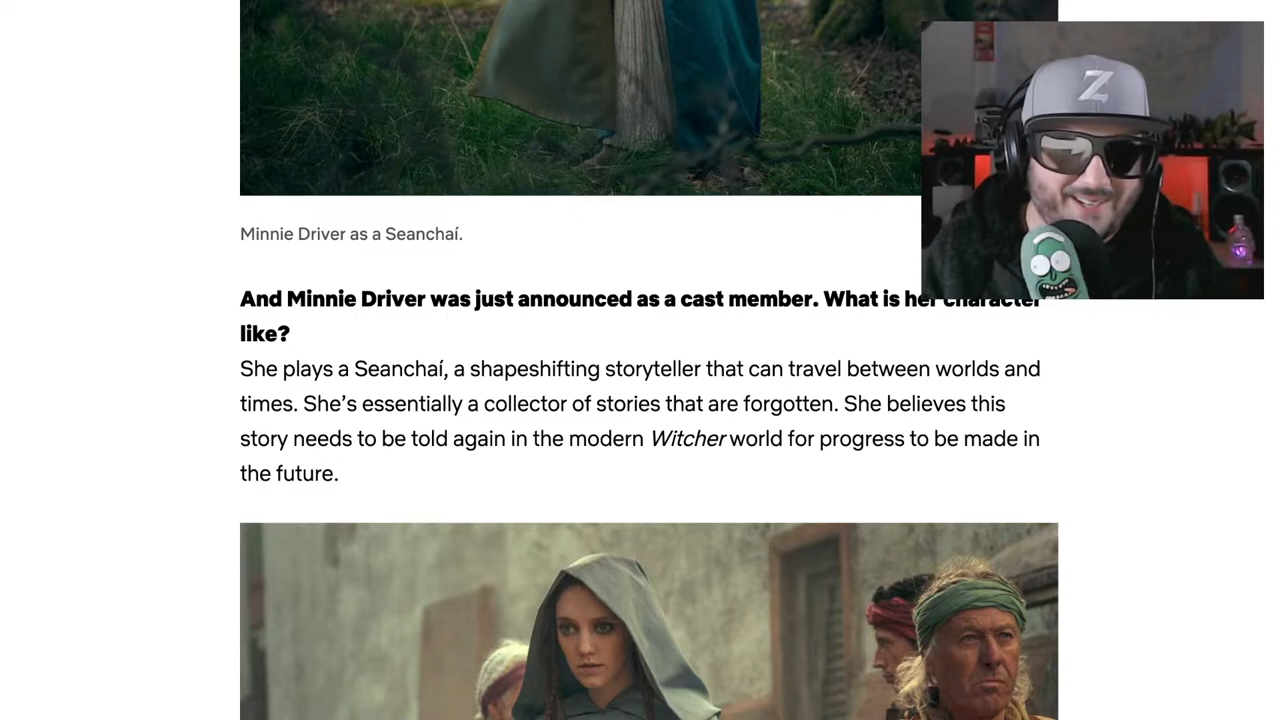 Z
Minnie Driver as a Seanchaí.
And Minnie Driver was just announced as a cast member. What is her character
like?
She plays a Seanchaí, a shapeshifting storyteller that can travel between worlds and
times. She’s essentially a collector of stories that are forgotten. She believes this
story needs to be told again in the modern Witcher world for progress to be made in
the future.